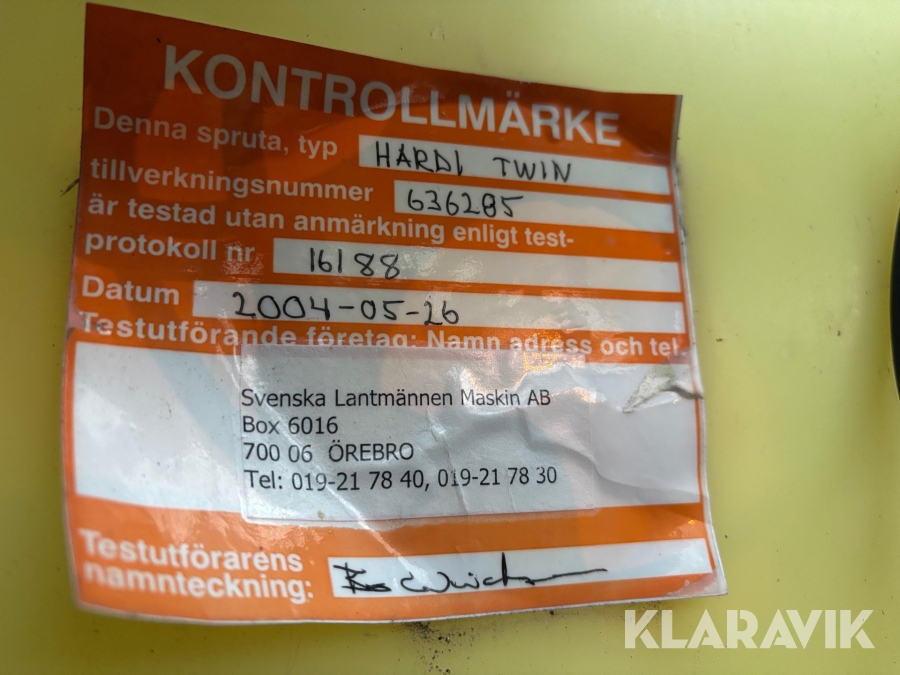 KONTROLLMÄRKE
Denna spruta, typ HARDI TWIN
tillverkningsnummer 636285
är testad utan anmärkning enligt test-
protokoll nr 16188
Datum 2004-05-26
Testutförande företag: Namn adress och tel.
Svenska Lantmännen Maskin AB
Box 6016
700 06 ÖREBRO
Tel: 019-21 78 40, 019-21 78 30
Testutförarens
namnteckning:
KLARAVIK